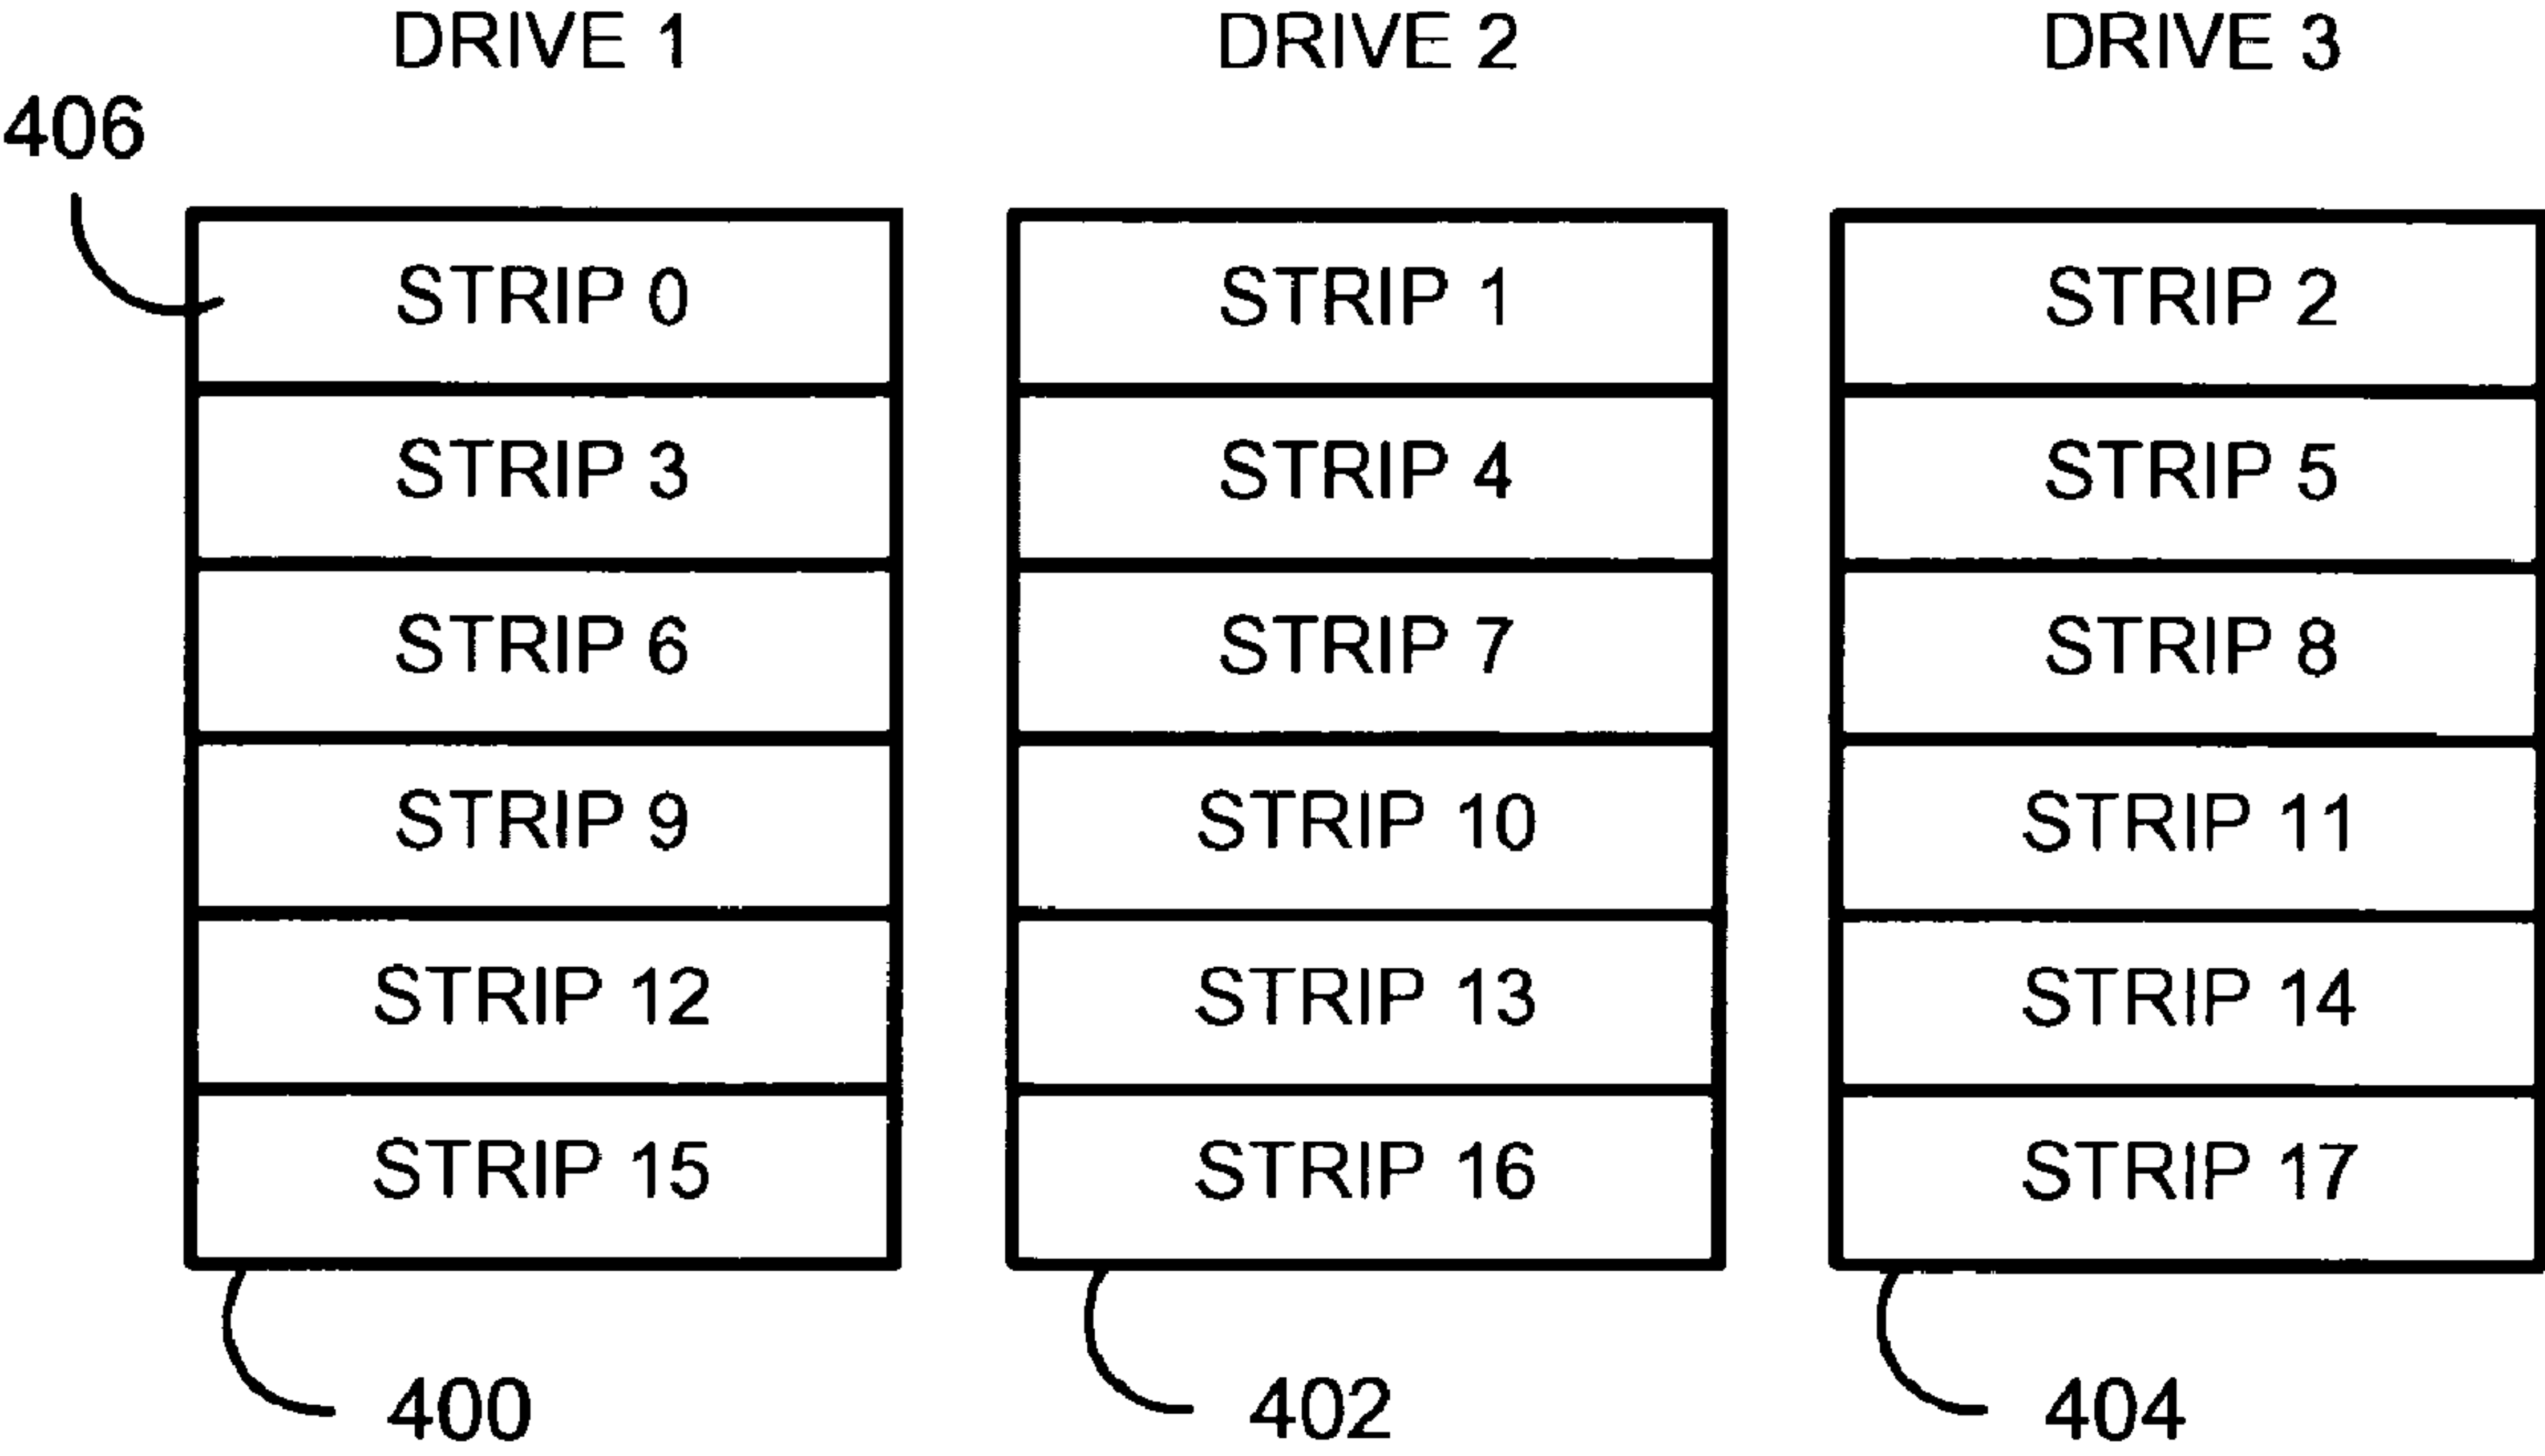 DRIVE 1 DRIVE 2 DRIVE 3
406
STRIP 0 STRIP 1 STRIP 2
STRIP 3 STRIP 4 STRIP 5
STRIP 6 STRIP 7 STRIP 8
STRIP 9 STRIP 10 STRIP 11
STRIP 12 STRIP 13 STRIP 14
STRIP 15 STRIP 16 STRIP 17
400 402 404